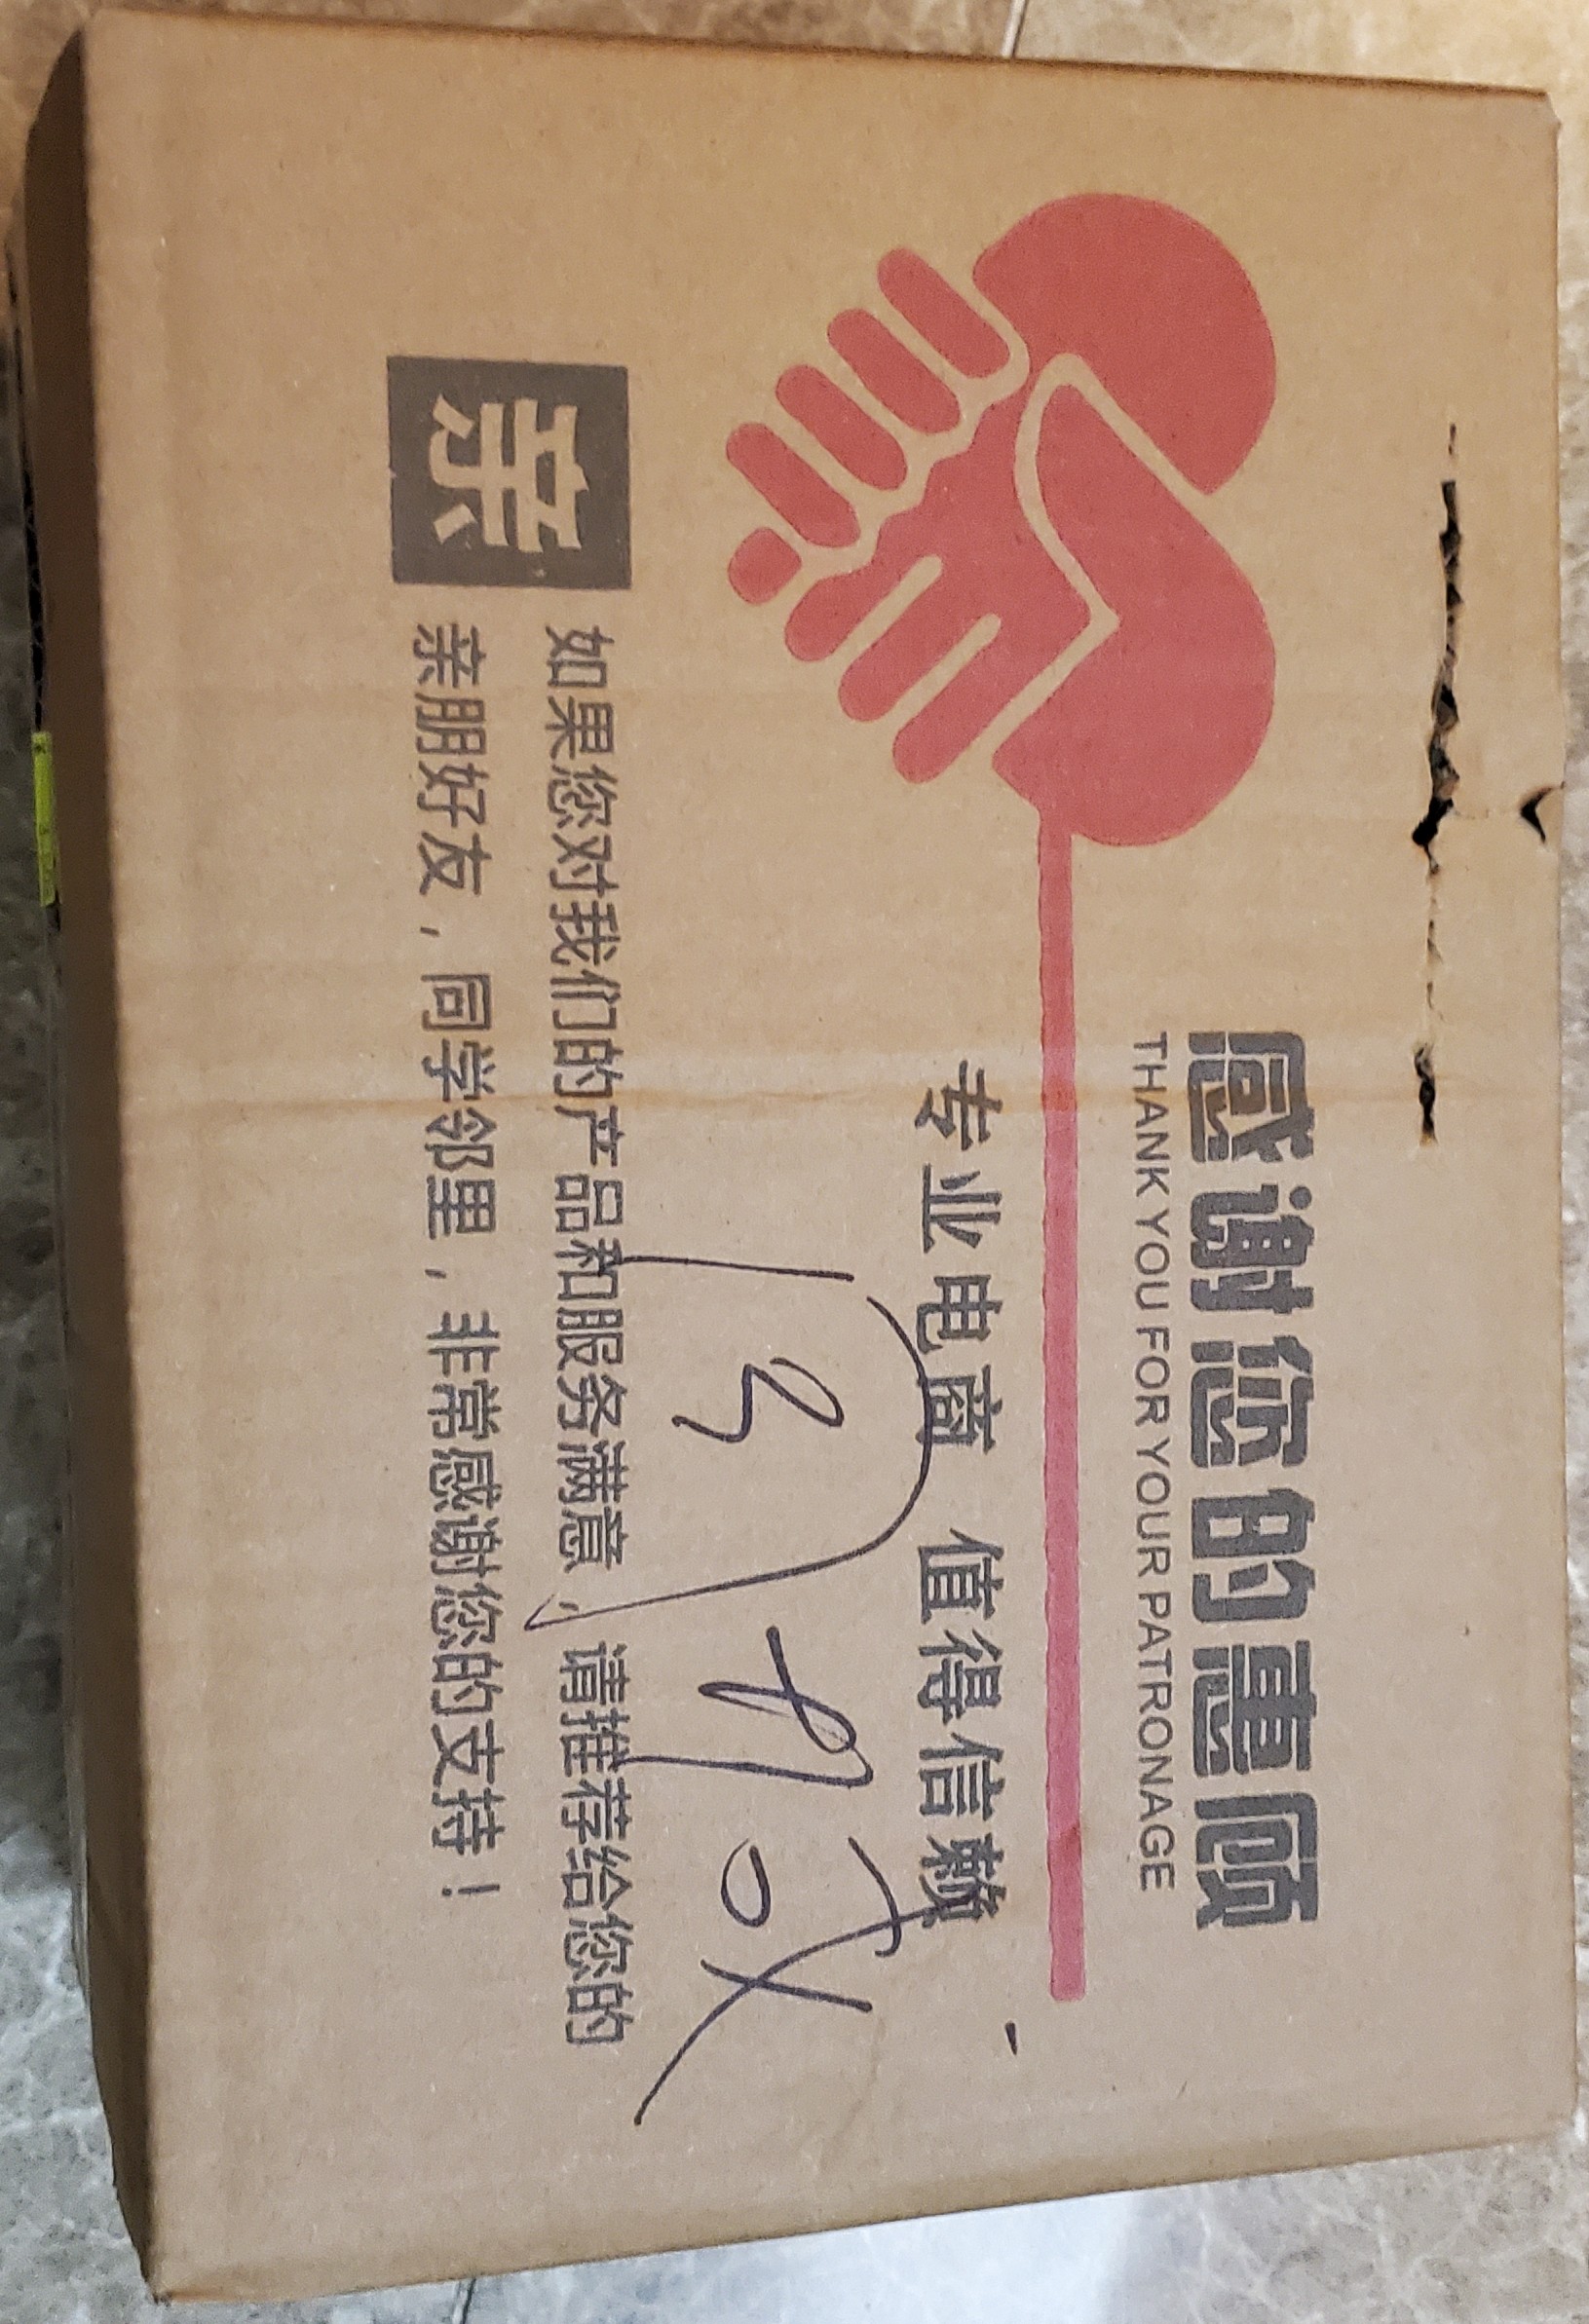 感谢您的惠顾
THANK YOU FOR YOUR PATRONAGE
专业电商 值得信赖
亲
如果您对我们的产品和服务满意，请推荐给您的
亲朋好友，同学邻里，非常感谢您的支持！